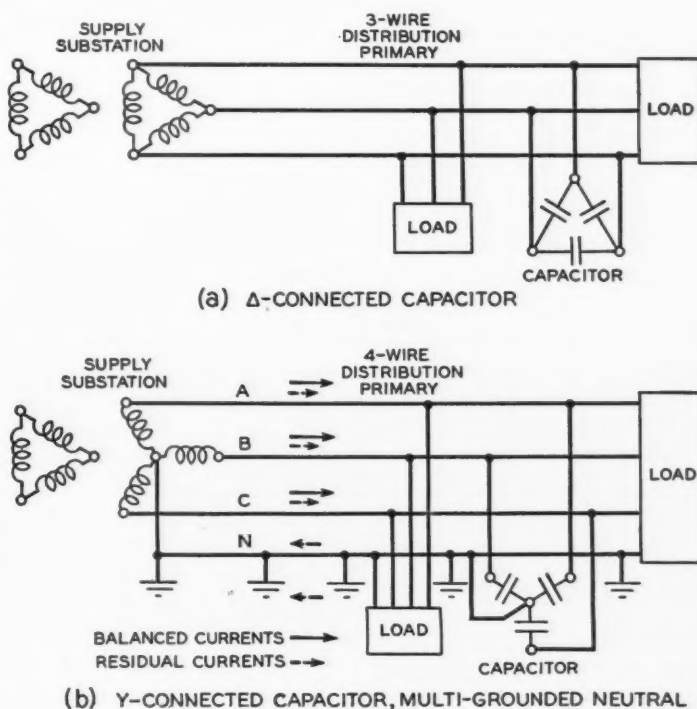 SUPPLY
SUBSTATION
3-WIRE
DISTRIBUTION
PRIMARY
LOAD
LOAD
CAPACITOR
(a) Δ-CONNECTED CAPACITOR
SUPPLY
SUBSTATION
4-WIRE
DISTRIBUTION
PRIMARY
A
B
C
N
LOAD
LOAD
BALANCED CURRENTS
RESIDUAL CURRENTS
CAPACITOR
(b) Y-CONNECTED CAPACITOR, MULTI-GROUNDED NEUTRAL